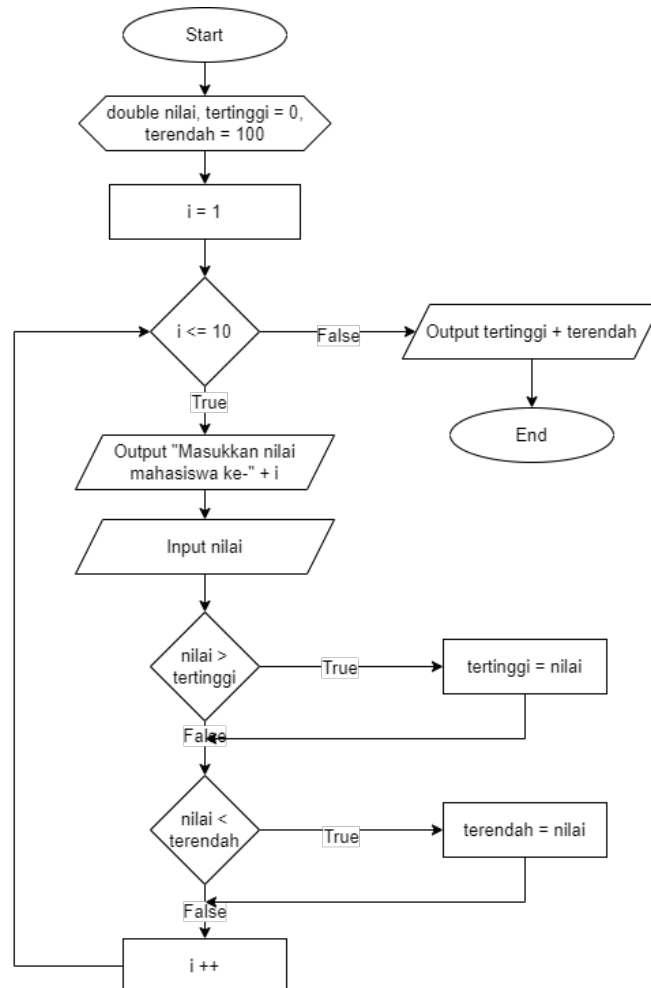 Start
double nilai, tertinggi = 0,
terendah = 100
i = 1
i <= 10
False
Output tertinggi + terendah
End
True
Output "Masukkan nilai
mahasiswa ke-" + i
Input nilai
nilai >
tertinggi
True
tertinggi = nilai
False
nilai <
terendah
True
terendah = nilai
False
i ++